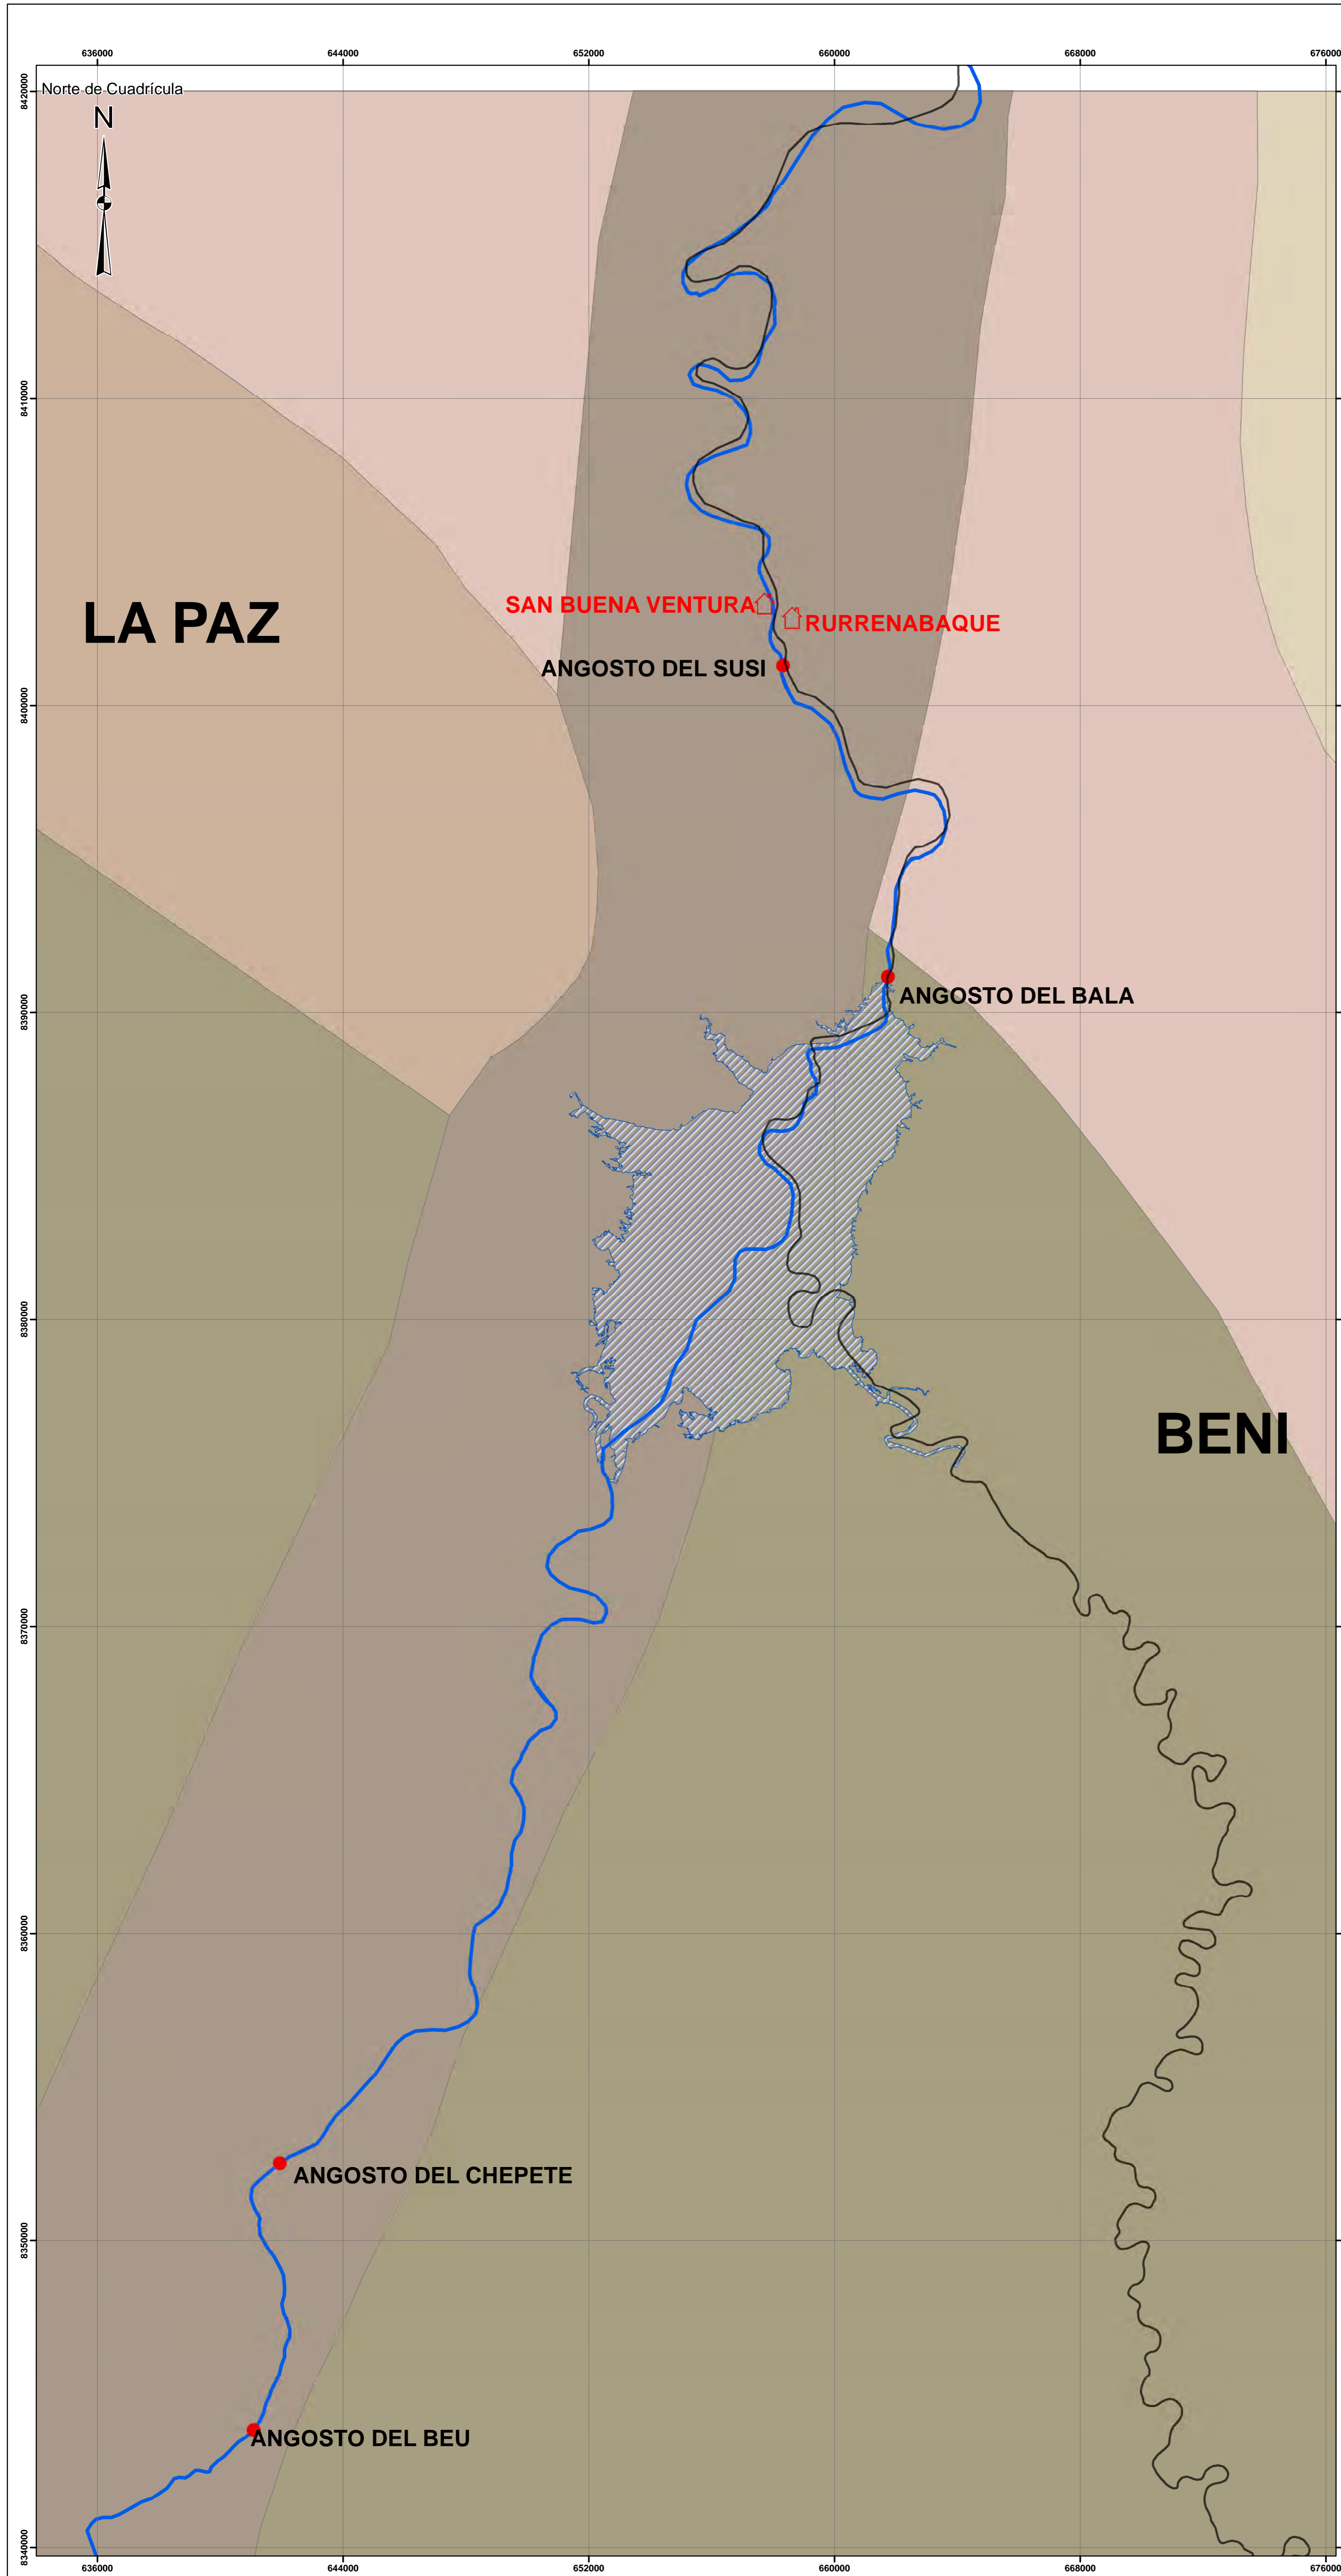 636000 644000 652000 660000 668000 676000
Norte de Cuadrícula
N
8420000
8410000
LA PAZ
SAN BUENA VENTURA
RURRENABAQUE
ANGOSTO DEL SUSI
8400000
ANGOSTO DEL BALA
8390000
8380000
BENI
8370000
8360000
ANGOSTO DEL CHEPETE
8350000
ANGOSTO DEL BEU
8340000
636000 644000 652000 660000 668000 676000